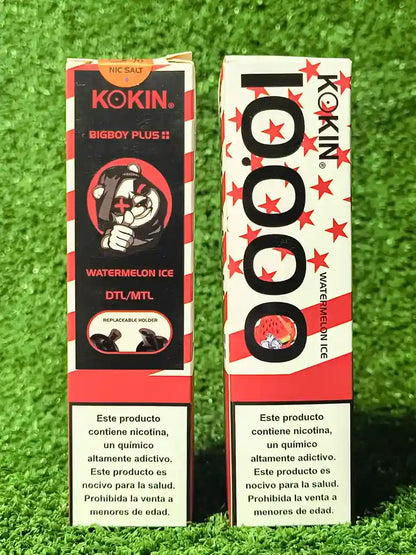 NIC SALT
KOKIN®
BIGBOY PLUS
WATERMELON ICE
DTL/MTL
REPLACEABLE HOLDER
Este producto
contiene nicotina,
un químico
altamente adictivo.
Este producto es
nocivo para la salud.
Prohibida la venta a
menores de edad.
KOKIN®
10.000
WATERMELON ICE
Este producto
contiene nicotina,
un químico
altamente adictivo.
Este producto es
nocivo para la salud.
Prohibida la venta a
menores de edad.